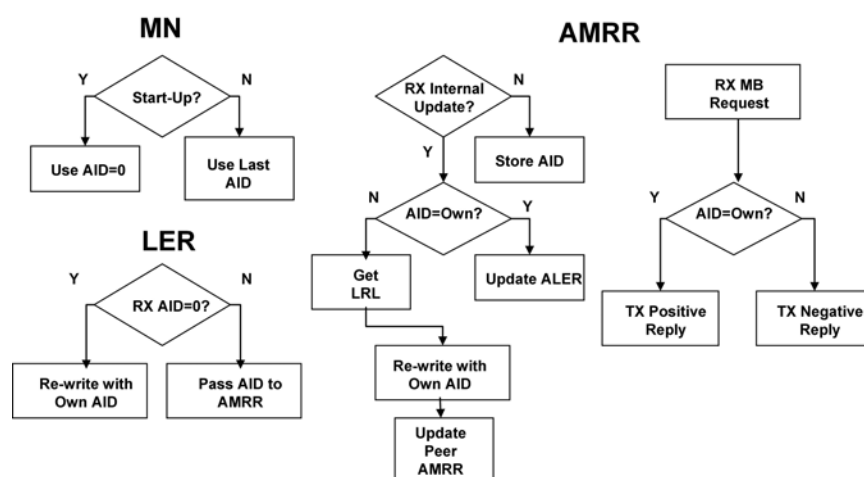 MN
Y
N
Start-Up?
Use AID=0
Use Last
AID
LER
Y
N
RX AID=0?
Re-write with
Own AID
Pass AID to
AMRR
AMRR
RX Internal
Update?
N
Y
Store AID
N
AID=Own?
Y
Get
LRL
Update ALER
Re-write with
Own AID
Update
Peer
AMRR
RX MB
Request
Y
N
AID=Own?
TX Positive
Reply
TX Negative
Reply